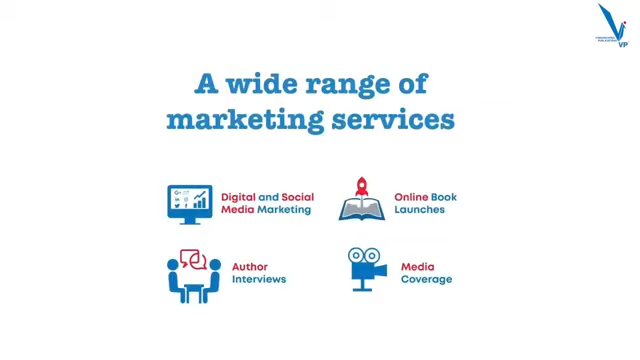 VP
A wide range of
marketing services
Digital and Social
Media Marketing
Online Book
Launches
Author
Interviews
Media
Coverage